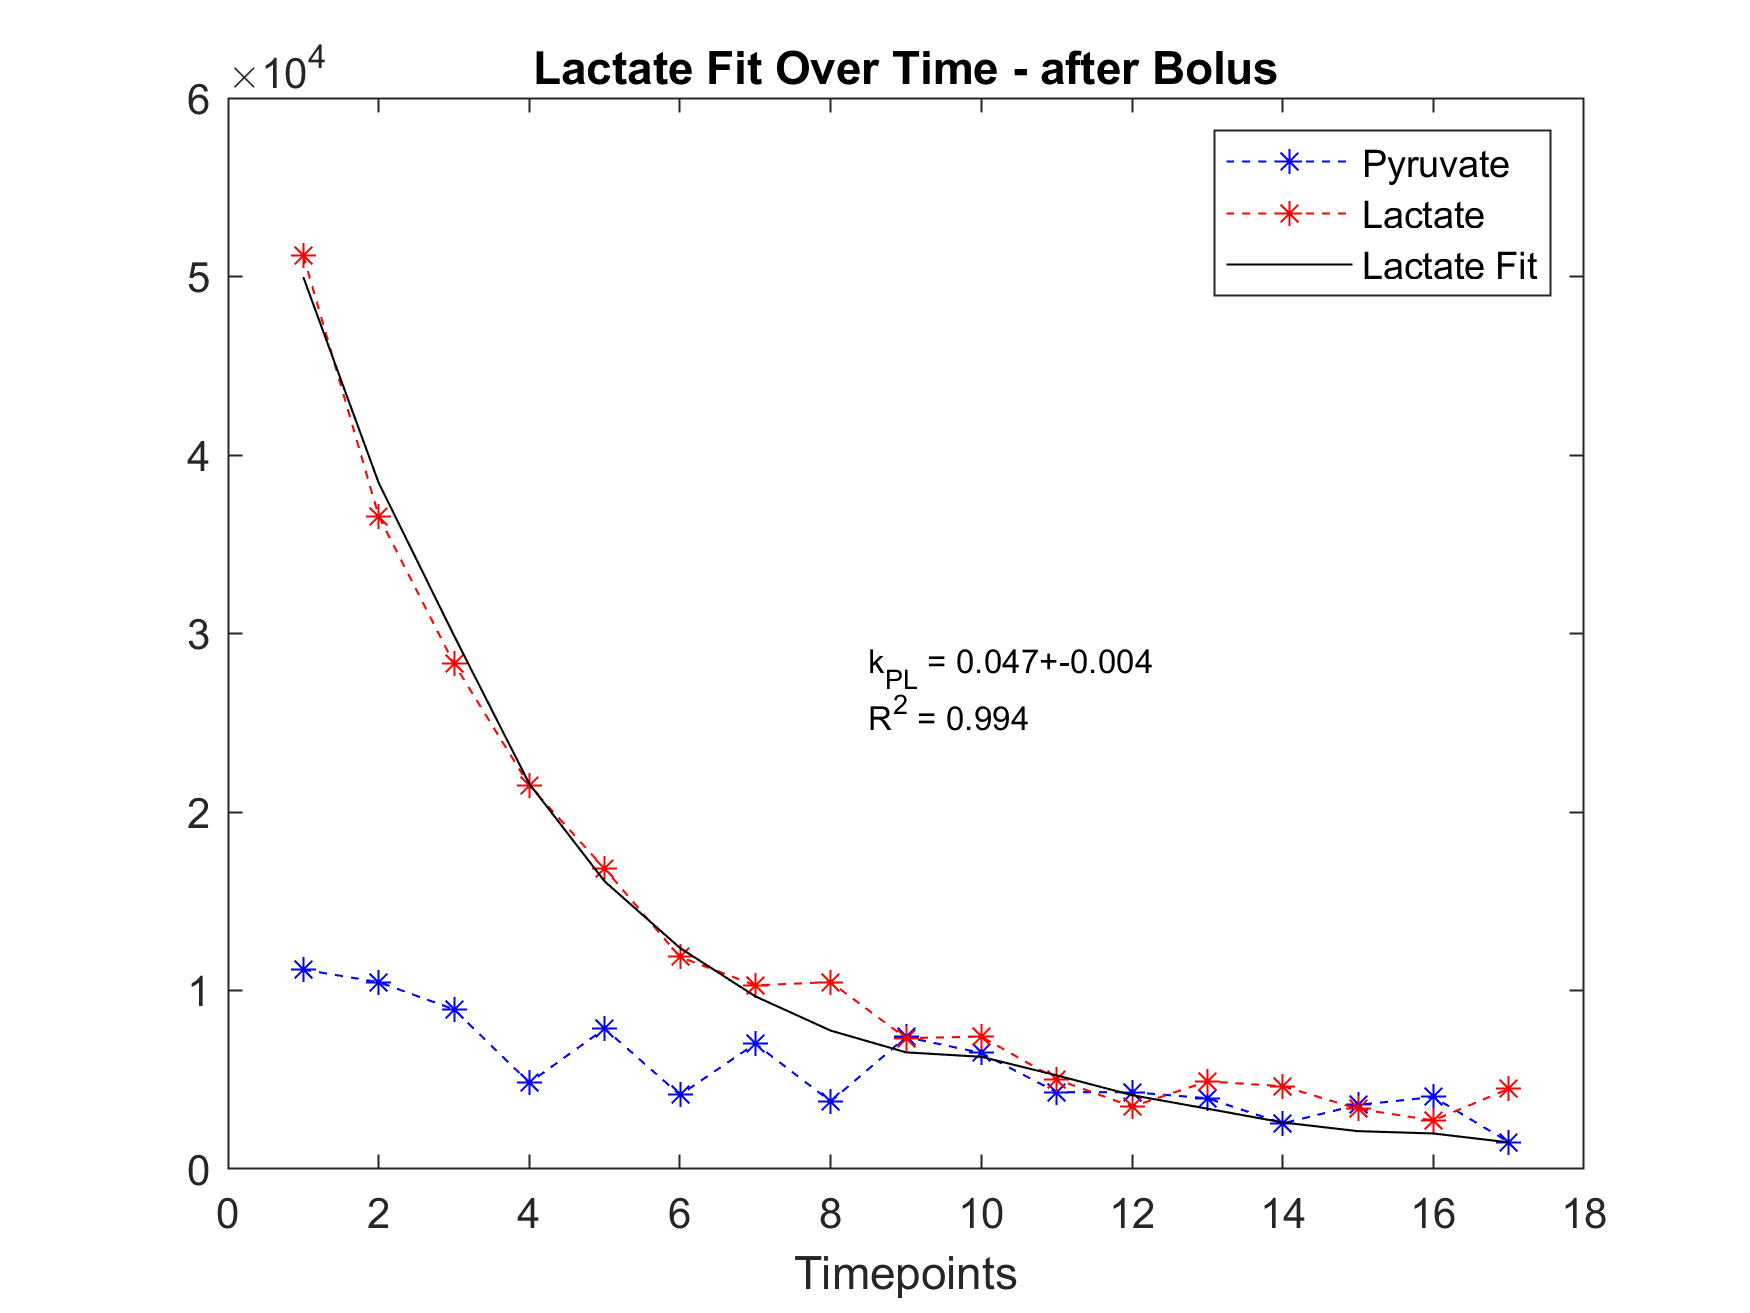 Lactate Fit Over Time - after Bolus
×10^4
6
5
4
3
2
1
0
Pyruvate
Lactate
Lactate Fit
k_PL = 0.047+-0.004
R^2 = 0.994
0 2 4 6 8 10 12 14 16 18
Timepoints